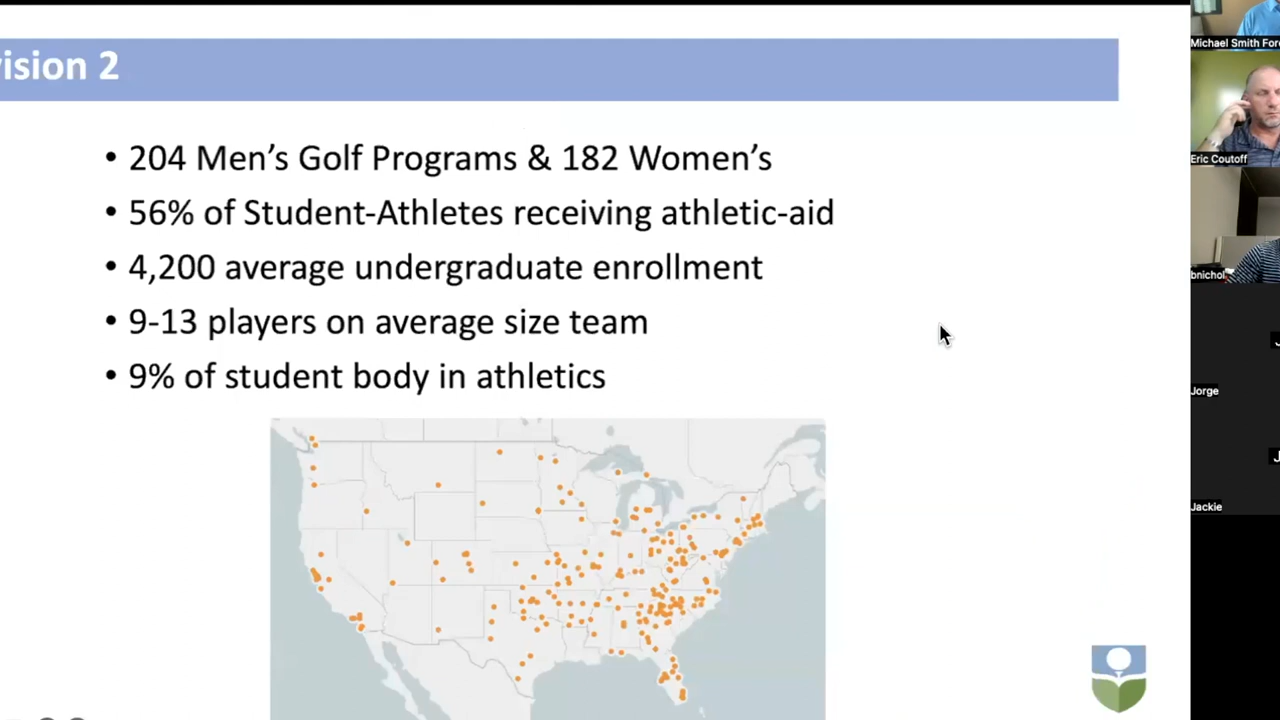 ision 2
• 204 Men’s Golf Programs & 182 Women’s
• 56% of Student-Athletes receiving athletic-aid
• 4,200 average undergraduate enrollment
• 9-13 players on average size team
• 9% of student body in athletics
Michael Smith For
Eric Coutoff
bnichol
Jorge
Jackie